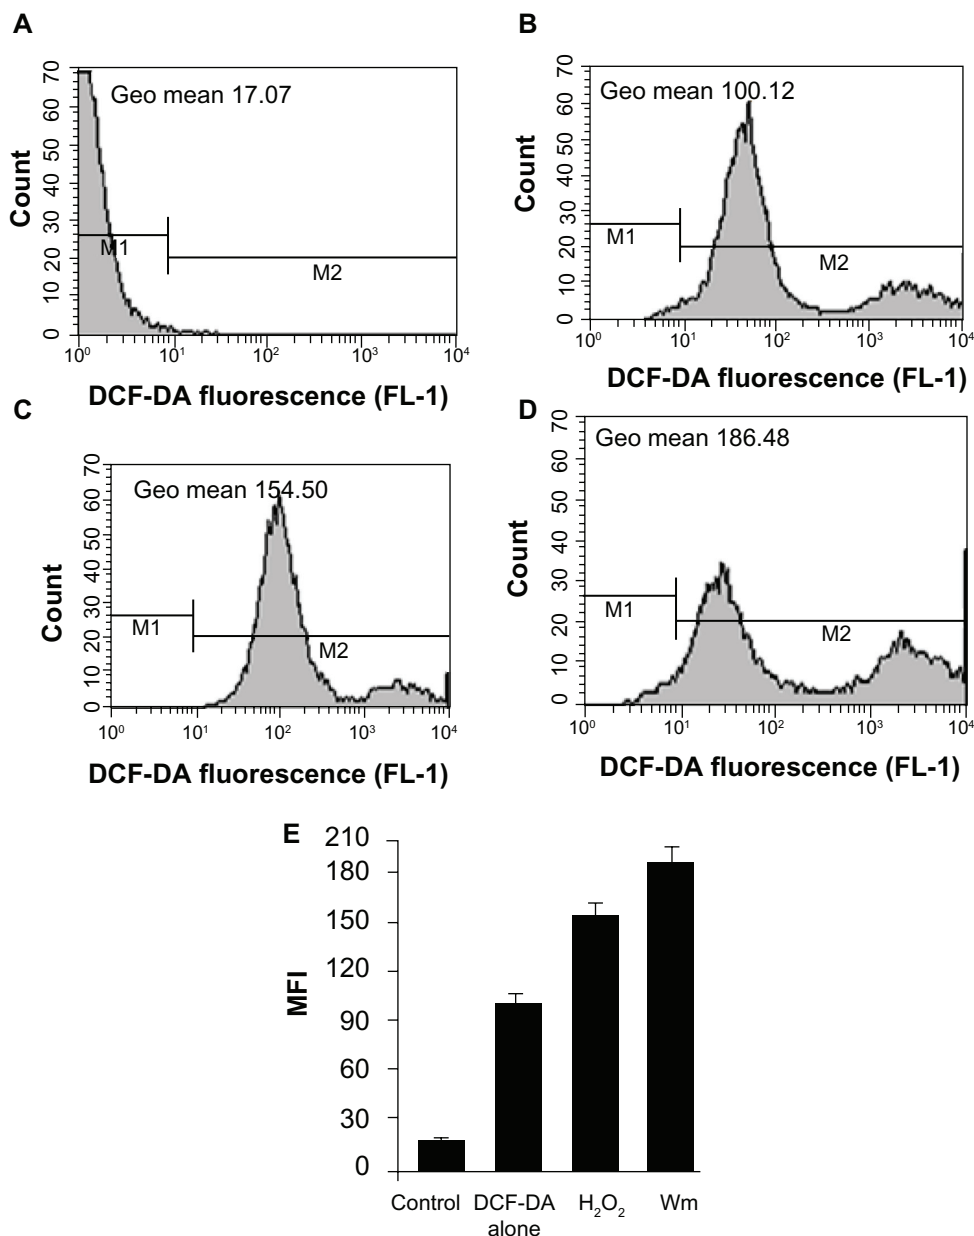 A
Geo mean 17.07
Count
70
60
50
40
30
20
10
0
M1
M2
10⁰ 10¹ 10² 10³ 10⁴
DCF-DA fluorescence (FL-1)
B
Geo mean 100.12
Count
70
60
50
40
30
20
10
0
M1
M2
10⁰ 10¹ 10² 10³ 10⁴
DCF-DA fluorescence (FL-1)
C
Geo mean 154.50
Count
70
60
50
40
30
20
10
0
M1
M2
10⁰ 10¹ 10² 10³ 10⁴
DCF-DA fluorescence (FL-1)
D
Geo mean 186.48
Count
70
60
50
40
30
20
10
0
M1
M2
10⁰ 10¹ 10² 10³ 10⁴
DCF-DA fluorescence (FL-1)
E
MFI
210
180
150
120
90
60
30
0
Control DCF-DA H₂O₂ Wm
alone